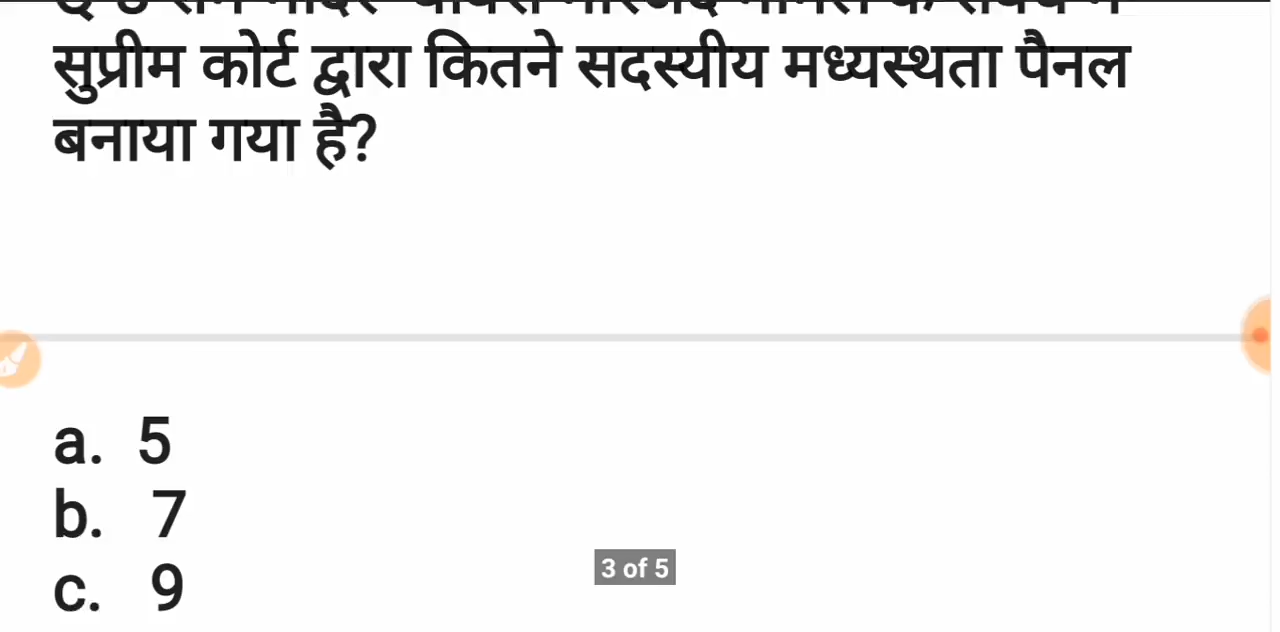 सुप्रीम कोर्ट द्वारा कितने सदस्यीय मध्यस्थता पैनल
बनाया गया है?
a. 5
b. 7
3 of 5
c. 9